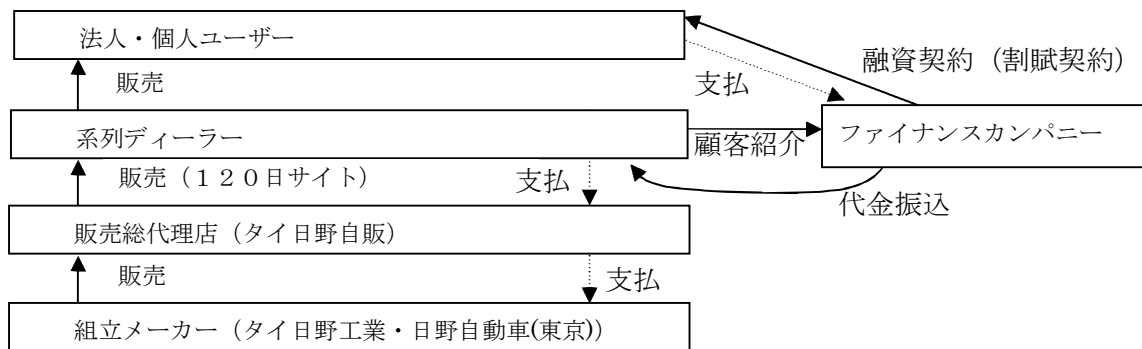 法人・個人ユーザー
融資契約（割賦契約）
販売
支払
系列ディーラー
ファイナンスカンパニー
顧客紹介
販売（１２０日サイト）
支払
代金振込
販売総代理店（タイ日野自販）
販売
支払
組立メーカー（タイ日野工業・日野自動車(東京)）